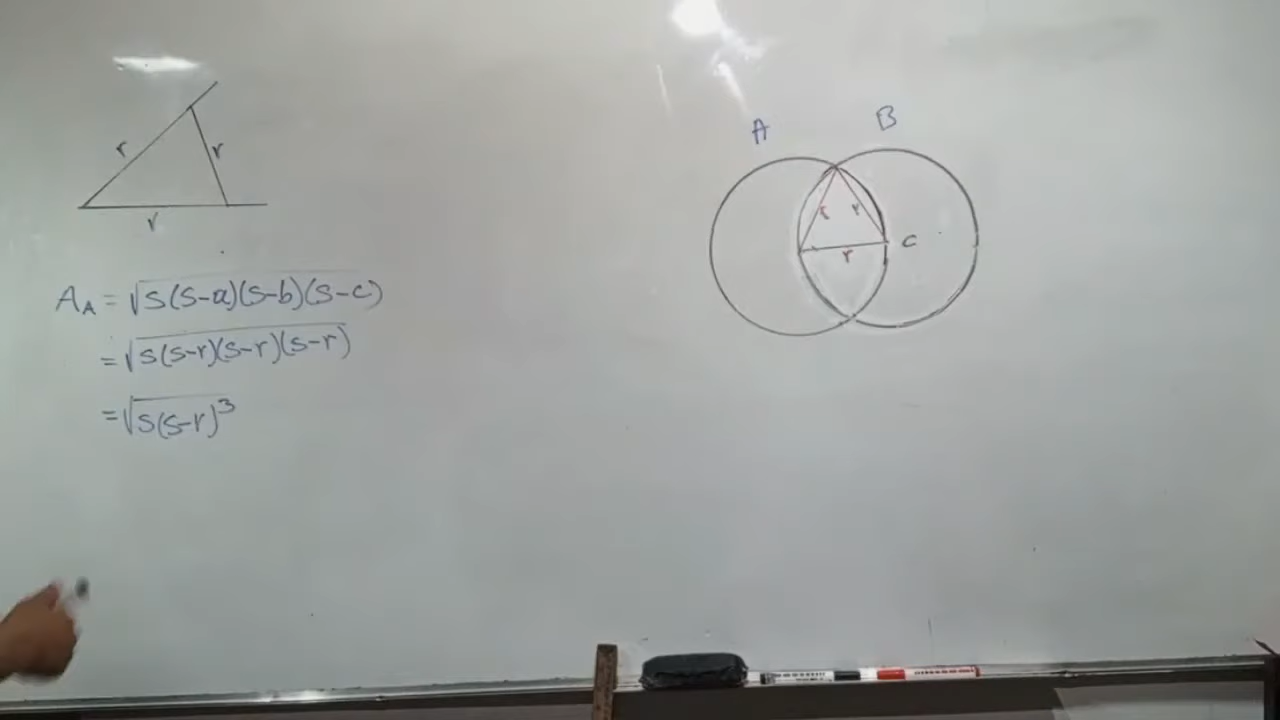 r
r
r
A_A = √s(s-a)(s-b)(s-c)
= √s(s-r)(s-r)(s-r)
= √s(s-r)³
A
B
r
r
r
C